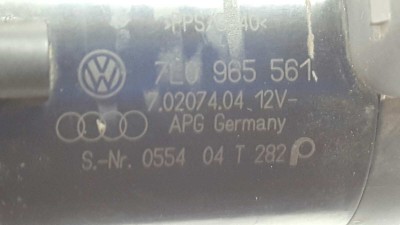 7L0 965 561
7.02074.04 12V-
APG Germany
S.-Nr. 0554 04 T 282